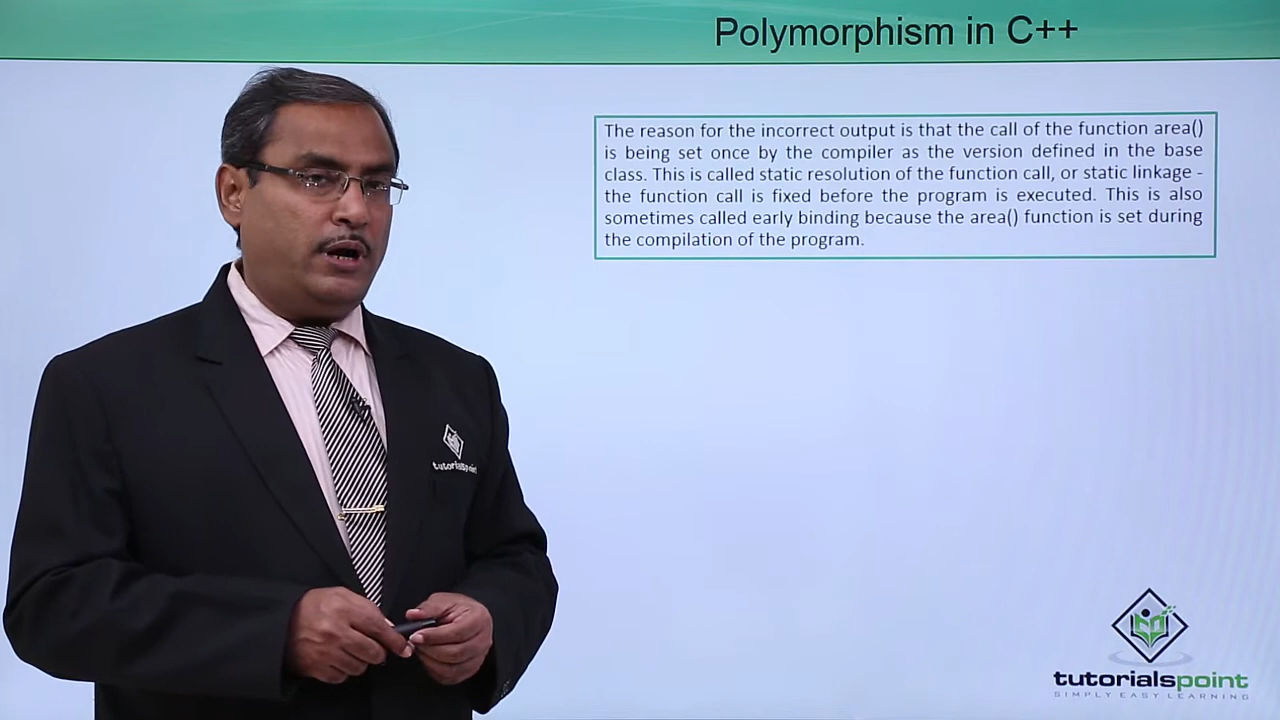 Polymorphism in C++
The reason for the incorrect output is that the call of the function area()
is being set once by the compiler as the version defined in the base
class. This is called static resolution of the function call, or static linkage -
the function call is fixed before the program is executed. This is also
sometimes called early binding because the area() function is set during
the compilation of the program.
tutorialspoint
tutorialspoint
SIMPLY EASY LEARNING